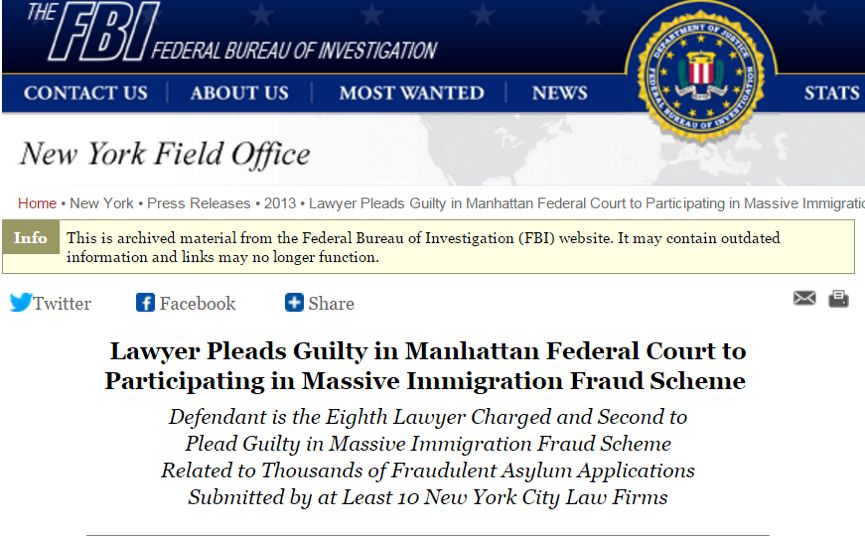 THE
FBI FEDERAL BUREAU OF INVESTIGATION
CONTACT US ABOUT US MOST WANTED NEWS STATS
DEPARTMENT OF JUSTICE
FEDERAL BUREAU OF INVESTIGATION
New York Field Office
Home • New York • Press Releases • 2013 • Lawyer Pleads Guilty in Manhattan Federal Court to Participating in Massive Immigratio
Info This is archived material from the Federal Bureau of Investigation (FBI) website. It may contain outdated
information and links may no longer function.
Twitter Facebook Share
Lawyer Pleads Guilty in Manhattan Federal Court to
Participating in Massive Immigration Fraud Scheme
Defendant is the Eighth Lawyer Charged and Second to
Plead Guilty in Massive Immigration Fraud Scheme
Related to Thousands of Fraudulent Asylum Applications
Submitted by at Least 10 New York City Law Firms